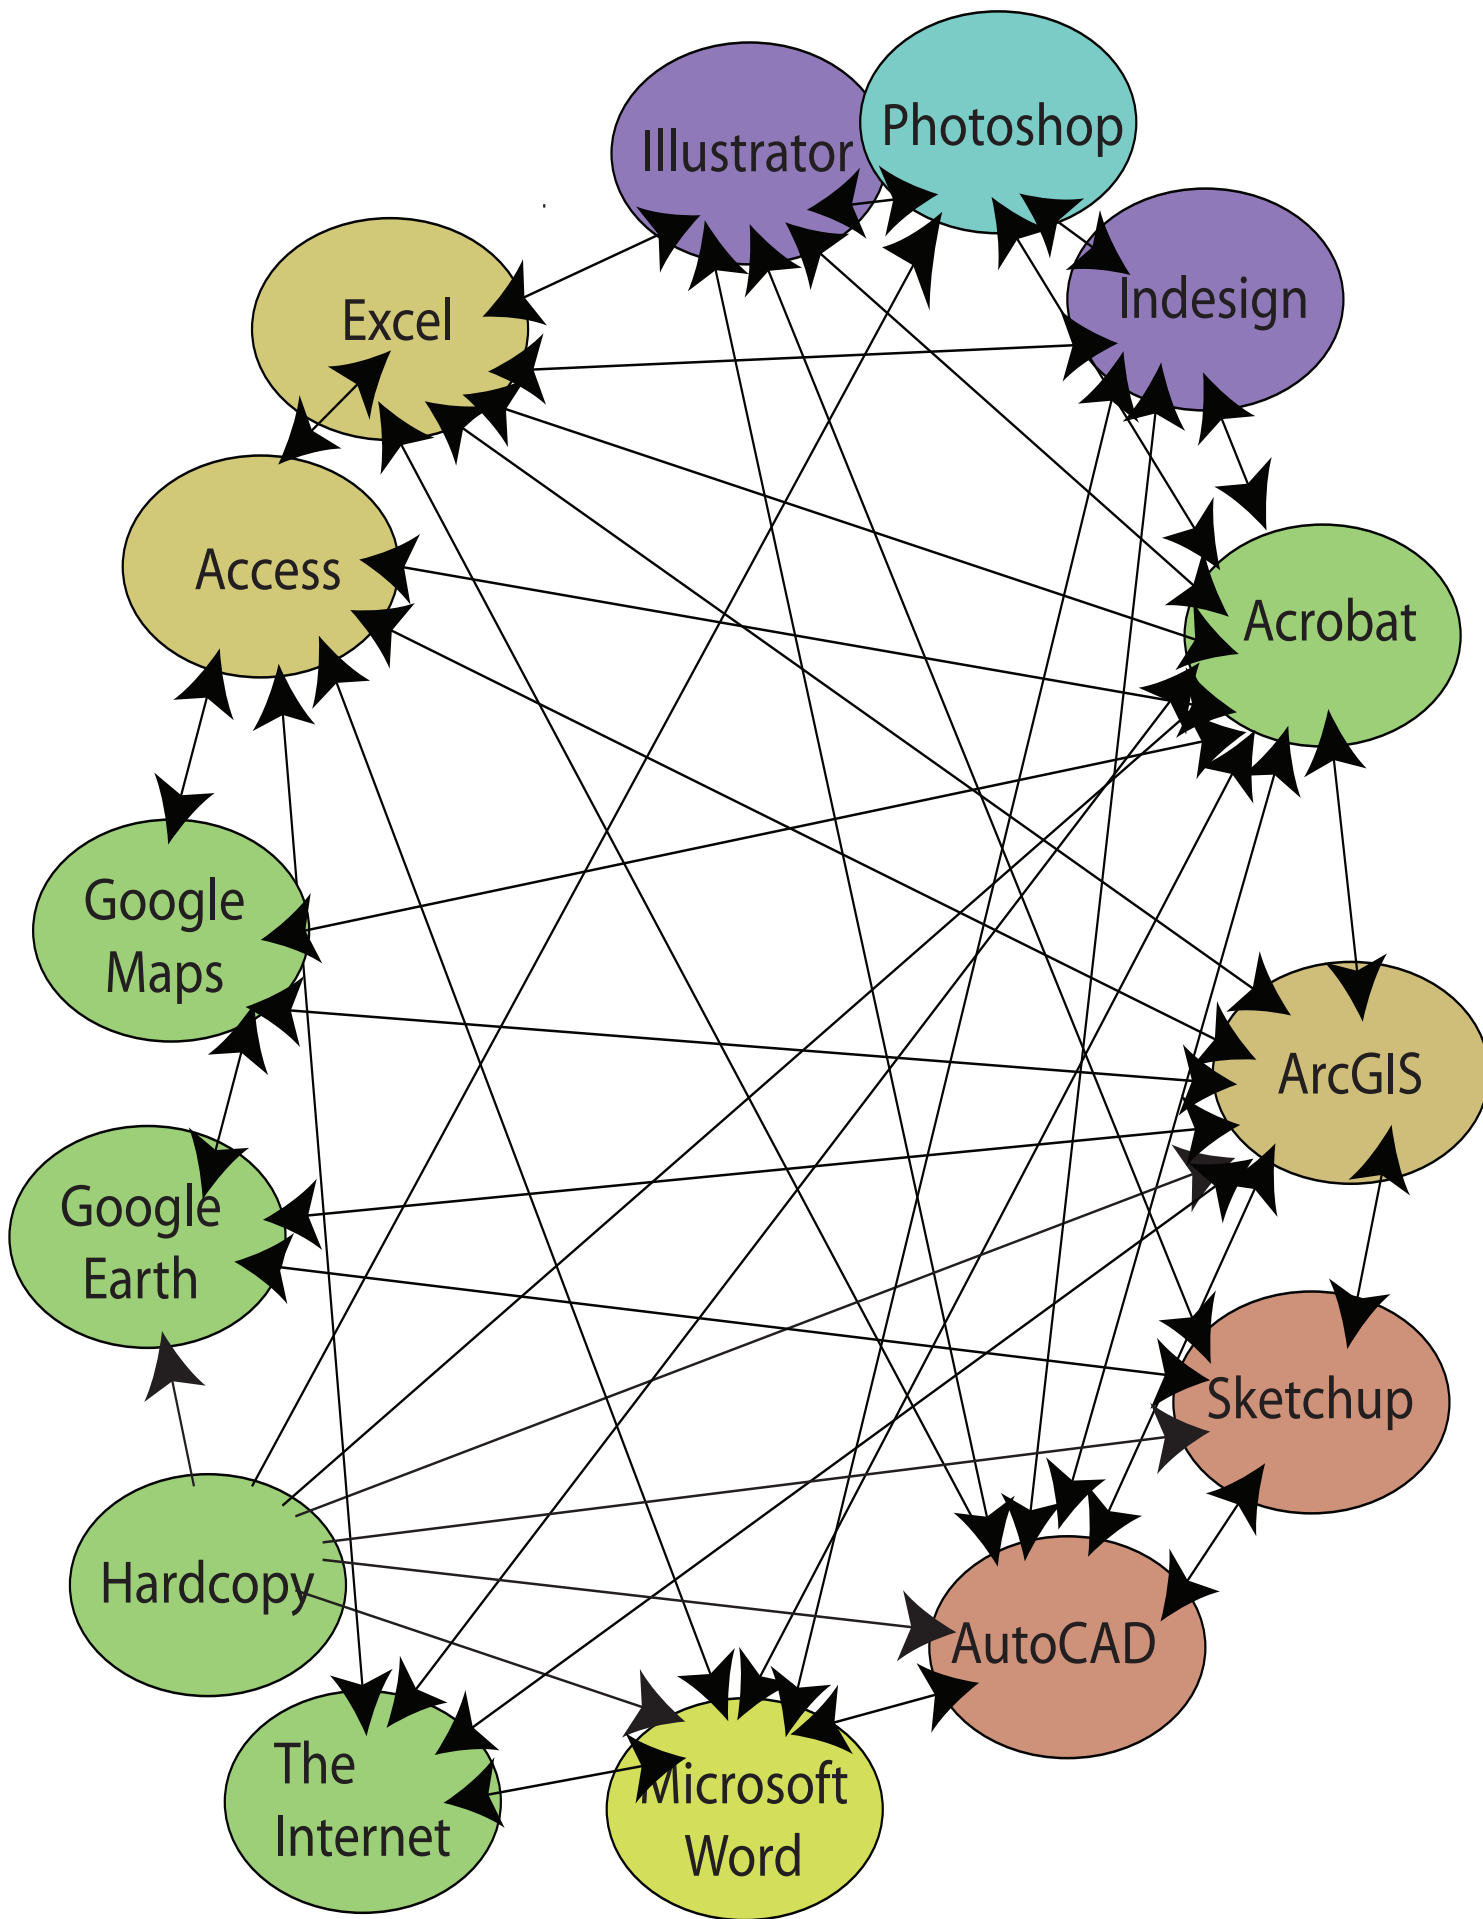 Photoshop
Illustrator
Indesign
Excel
Access
Acrobat
Google
Maps
ArcGIS
Google
Earth
Sketchup
Hardcopy
AutoCAD
The
Internet
Microsoft
Word